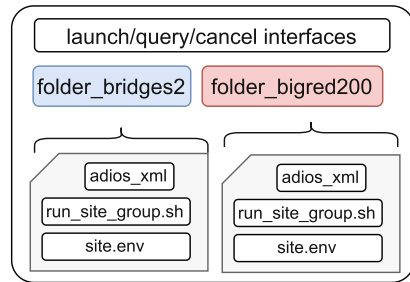 launch/query/cancel interfaces
folder_bridges2
folder_bigred200
adios_xml
run_site_group.sh
site.env
adios_xml
run_site_group.sh
site.env